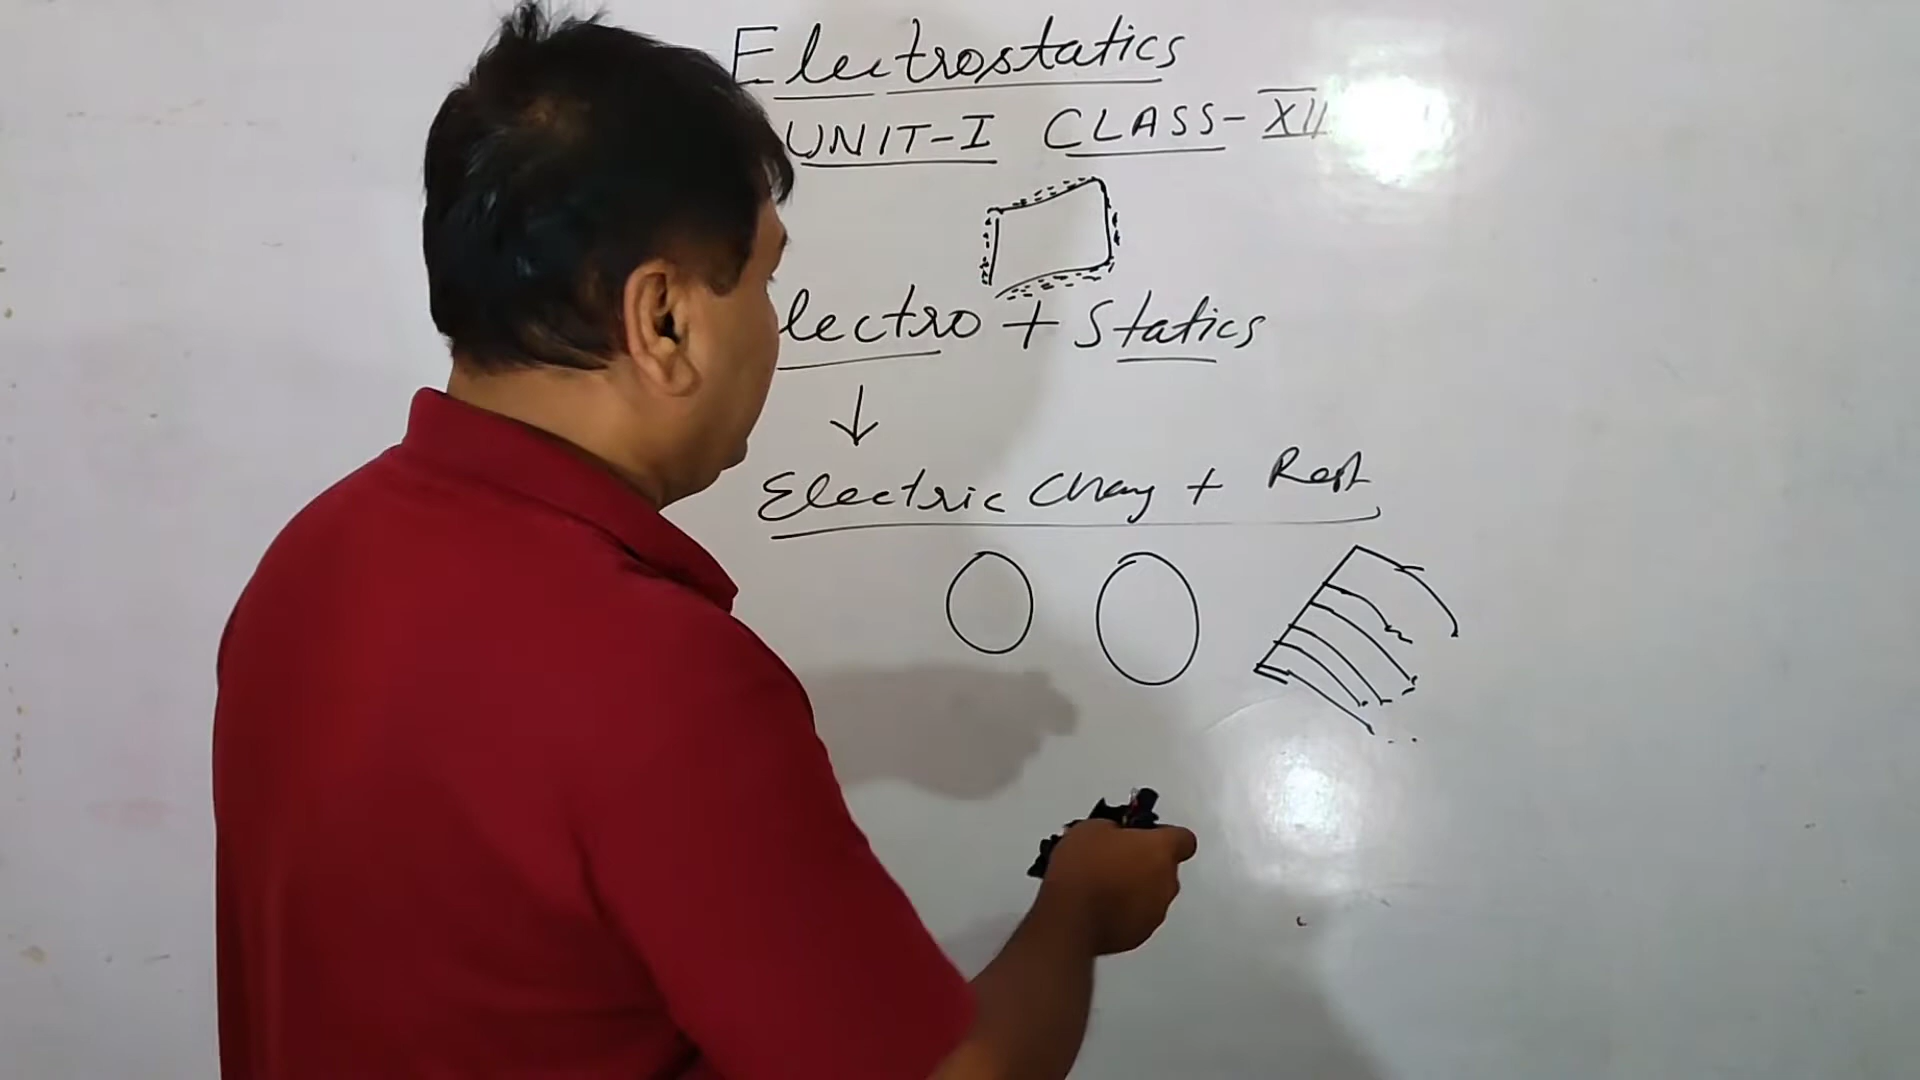 Electrostatics
UNIT-I CLASS-XII
lectro + Statics
↓
Electric Charg + Rest